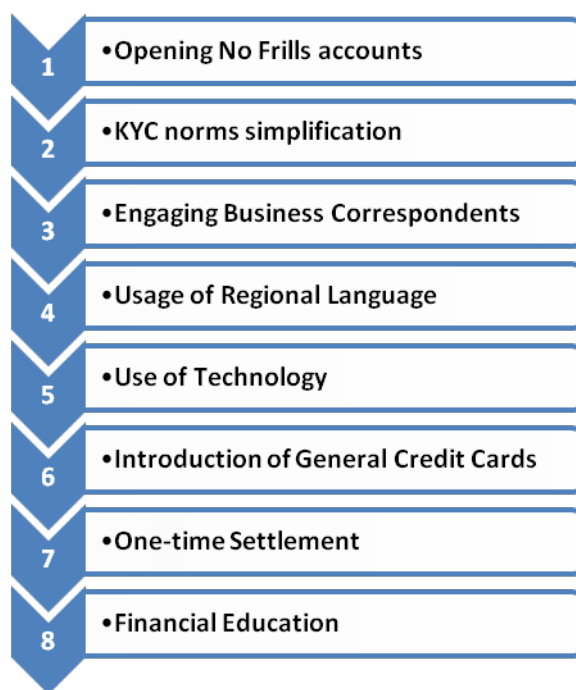 1 •Opening No Frills accounts
2 •KYC norms simplification
3 •Engaging Business Correspondents
4 •Usage of Regional Language
5 •Use of Technology
6 •Introduction of General Credit Cards
7 •One-time Settlement
8 •Financial Education